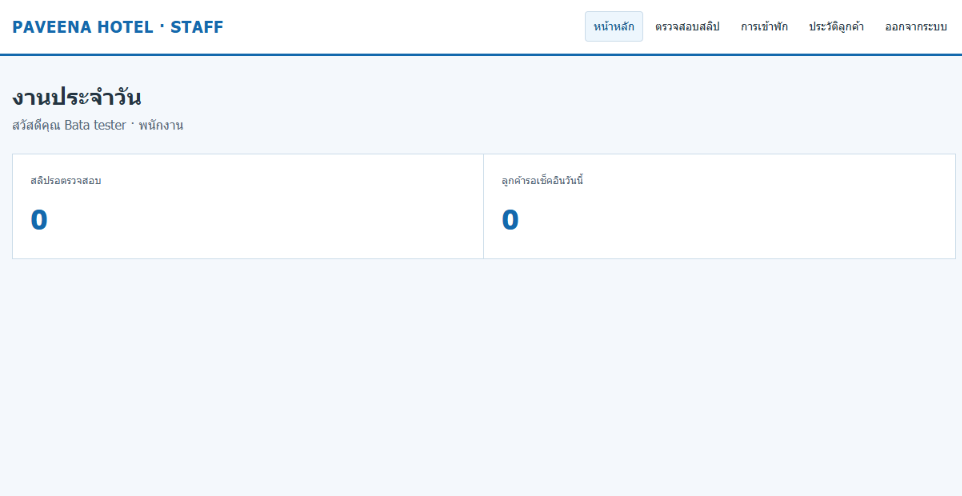 PAVEENA HOTEL · STAFF
หน้าหลัก ตรวจสอบสลิป การเข้าพัก ประวัติลูกค้า ออกจากระบบ
งานประจำวัน
สวัสดีคุณ Bata tester · พนักงาน
สลิปรอตรวจสอบ
0
ลูกค้ารอเช็คอินวันนี้
0